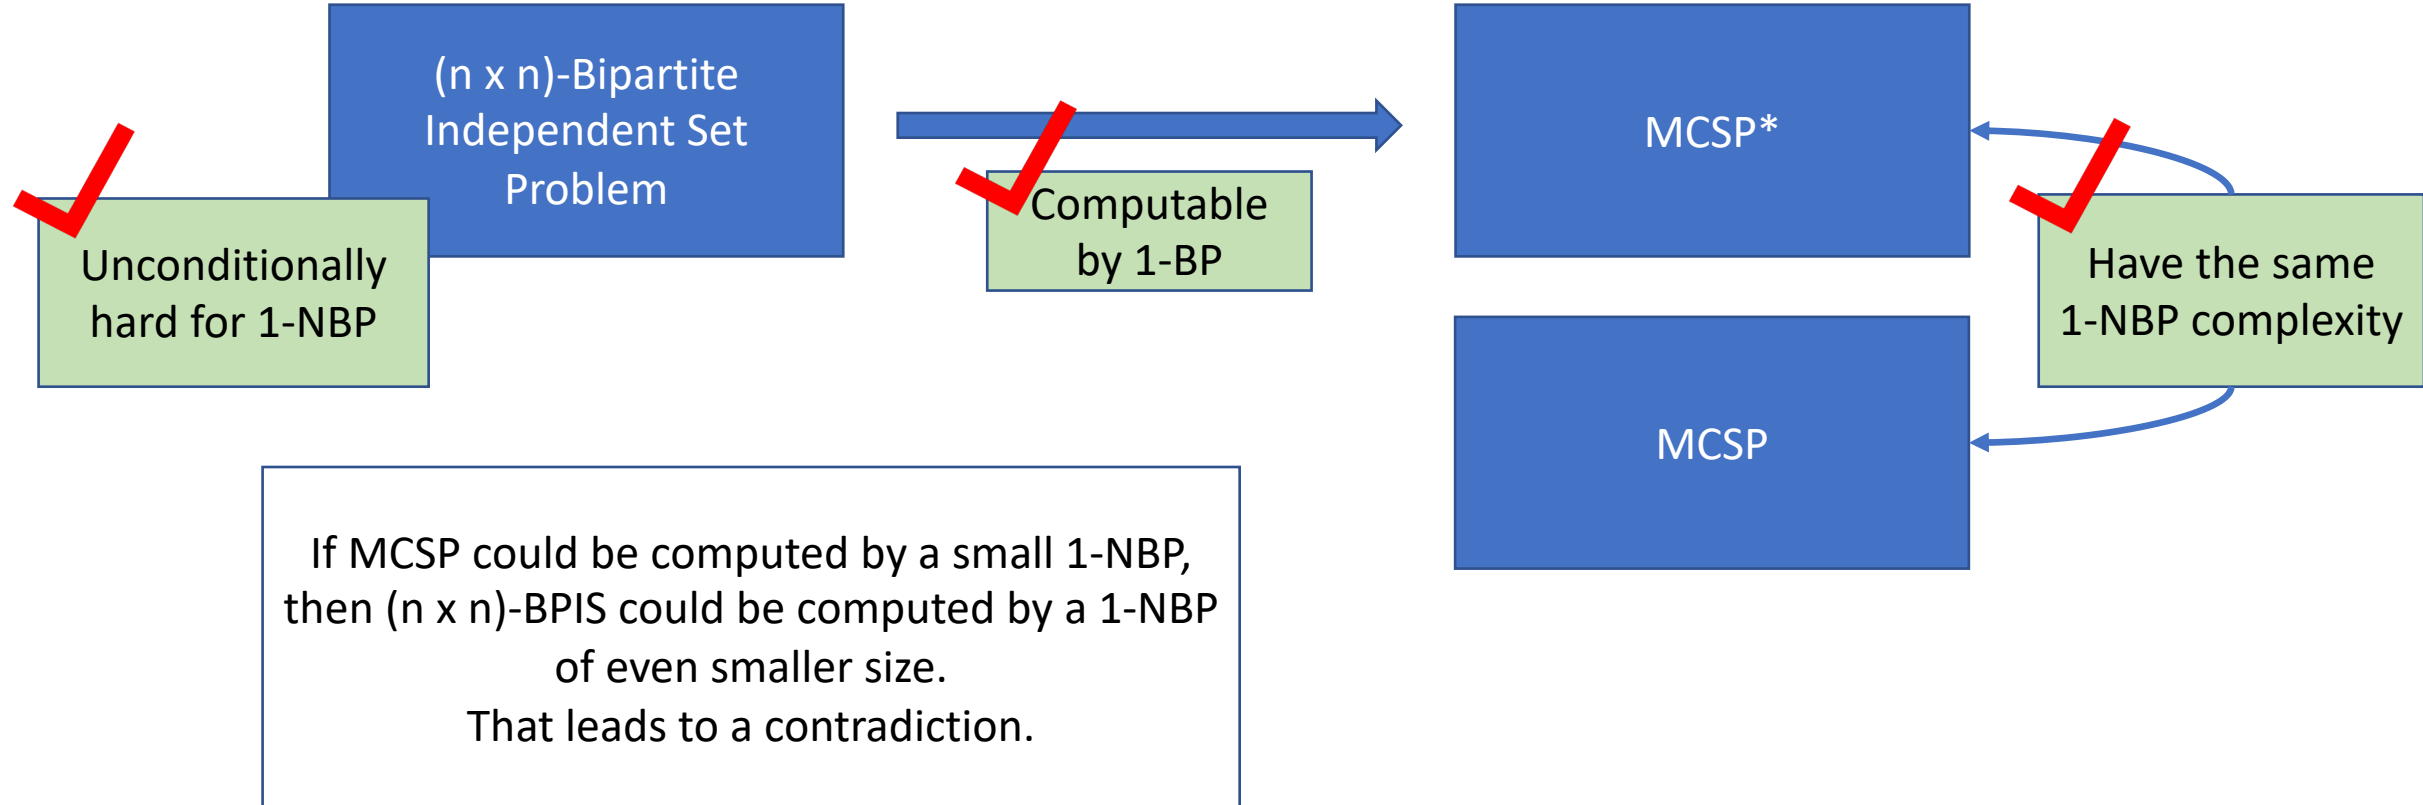 (n x n)-Bipartite
Independent Set
Problem
Unconditionally
hard for 1-NBP
Computable
by 1-BP
MCSP*
Have the same
1-NBP complexity
MCSP
If MCSP could be computed by a small 1-NBP,
then (n x n)-BPIS could be computed by a 1-NBP
of even smaller size.
That leads to a contradiction.